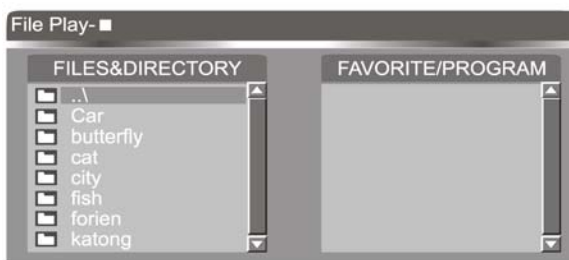 File Play-■
FILES&DIRECTORY
..\
Car
butterfly
cat
city
fish
forien
katong
FAVORITE/PROGRAM